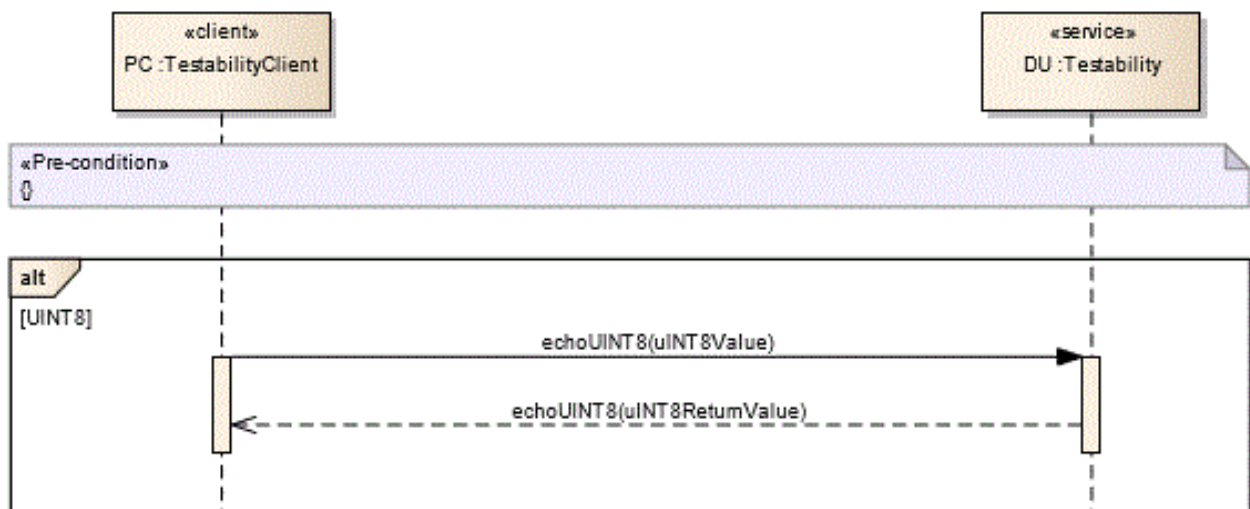 «client»
PC :TestabilityClient
«service»
DU :Testability
«Pre-condition»
{}
alt
[UINT8]
echoUINT8(uINT8Value)
echoUINT8(uINT8ReturnValue)